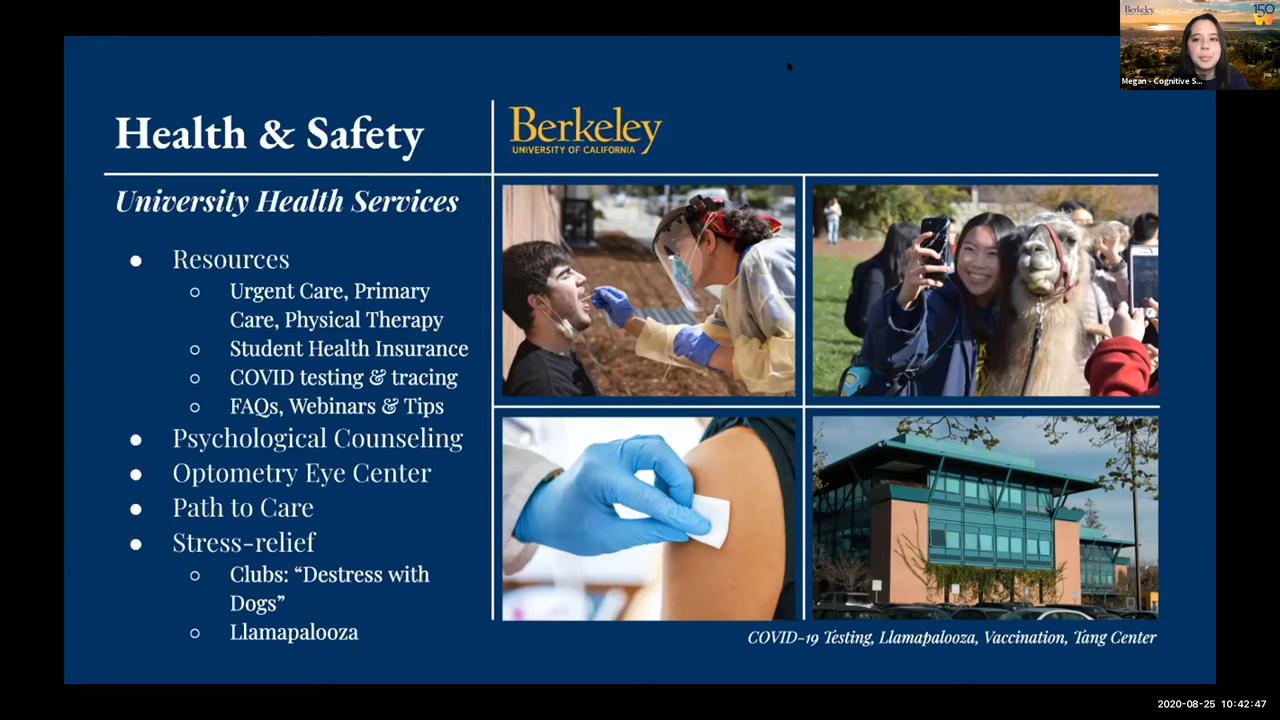 Health & Safety
Berkeley
UNIVERSITY OF CALIFORNIA
University Health Services
● Resources
○ Urgent Care, Primary
Care, Physical Therapy
○ Student Health Insurance
○ COVID testing & tracing
○ FAQs, Webinars & Tips
● Psychological Counseling
● Optometry Eye Center
● Path to Care
● Stress-relief
○ Clubs: “Destress with
Dogs”
○ Llamapalooza
COVID-19 Testing, Llamapalooza, Vaccination, Tang Center
Berkeley
150
Megan - Cognitive S...
2020-08-25 10:42:47